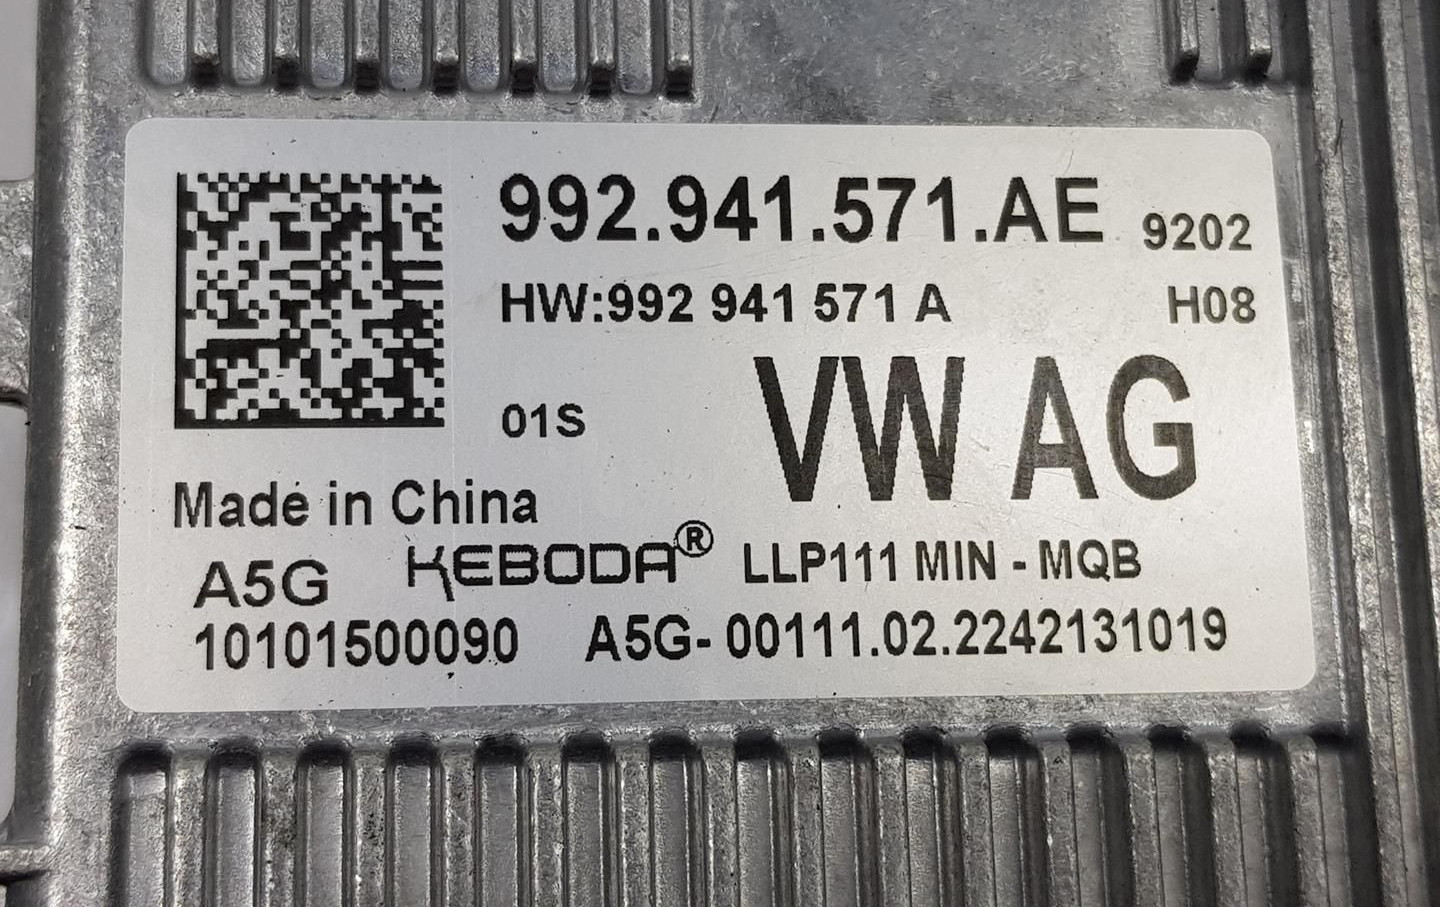 992.941.571.AE 9202
HW:992 941 571 A H08
VW AG
01S
Made in China
A5G KEBODA® LLP111 MIN - MQB
10101500090 A5G- 00111.02.2242131019